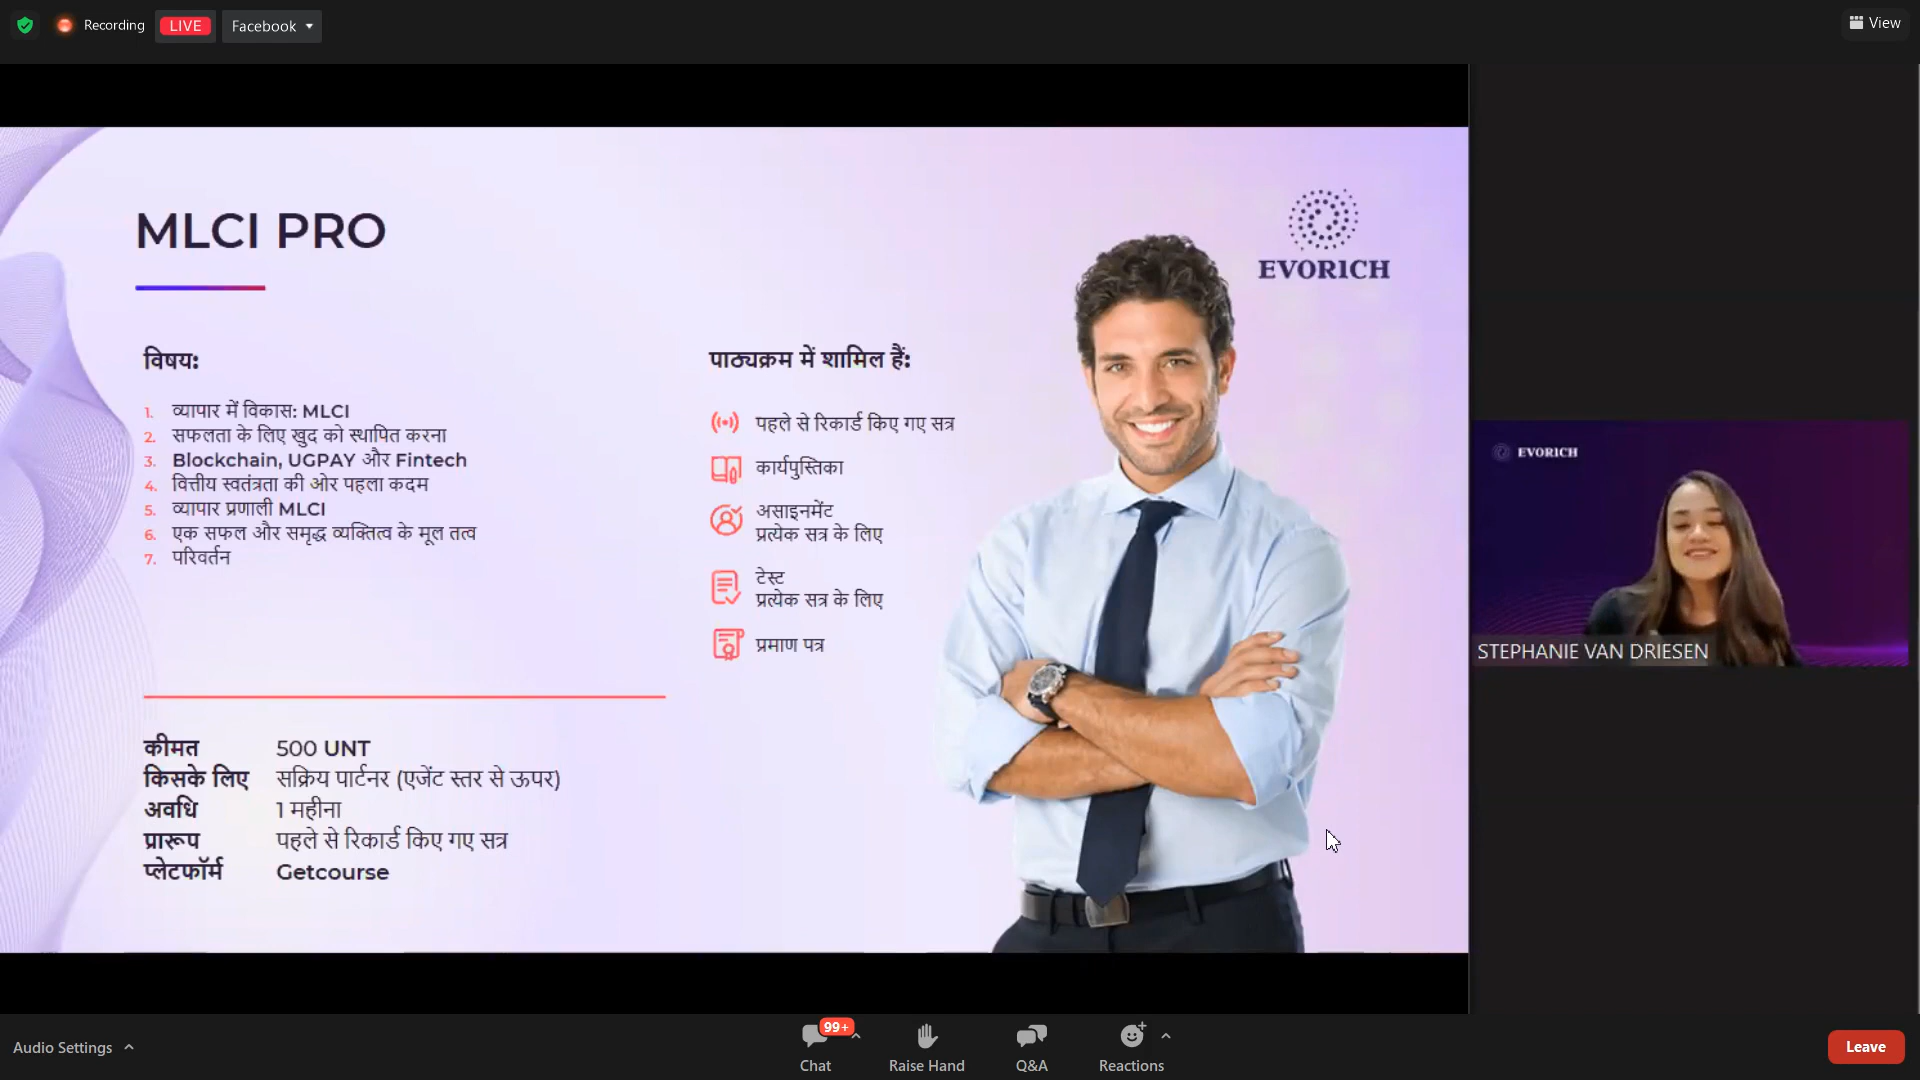 Recording
LIVE
Facebook
View
MLCI PRO
EVORICH
विषय:
1. व्यापार में विकास: MLCI
2. सफलता के लिए खुद को स्थापित करना
3. Blockchain, UGPAY और Fintech
4. वित्तीय स्वतंत्रता की ओर पहला कदम
5. व्यापार प्रणाली MLCI
6. एक सफल और समृद्ध व्यक्तित्व के मूल तत्व
7. परिवर्तन
पाठ्यक्रम में शामिल हैं:
पहले से रिकार्ड किए गए सत्र
कार्यपुस्तिका
असाइनमेंट
प्रत्येक सत्र के लिए
टेस्ट
प्रत्येक सत्र के लिए
प्रमाण पत्र
कीमत 500 UNT
किसके लिए सक्रिय पार्टनर (एजेंट स्तर से ऊपर)
अवधि 1 महीना
प्रारूप पहले से रिकार्ड किए गए सत्र
प्लेटफॉर्म Getcourse
EVORICH
STEPHANIE VAN DRIESEN
Audio Settings
99+
Chat
Raise Hand
Q&A
Reactions
Leave